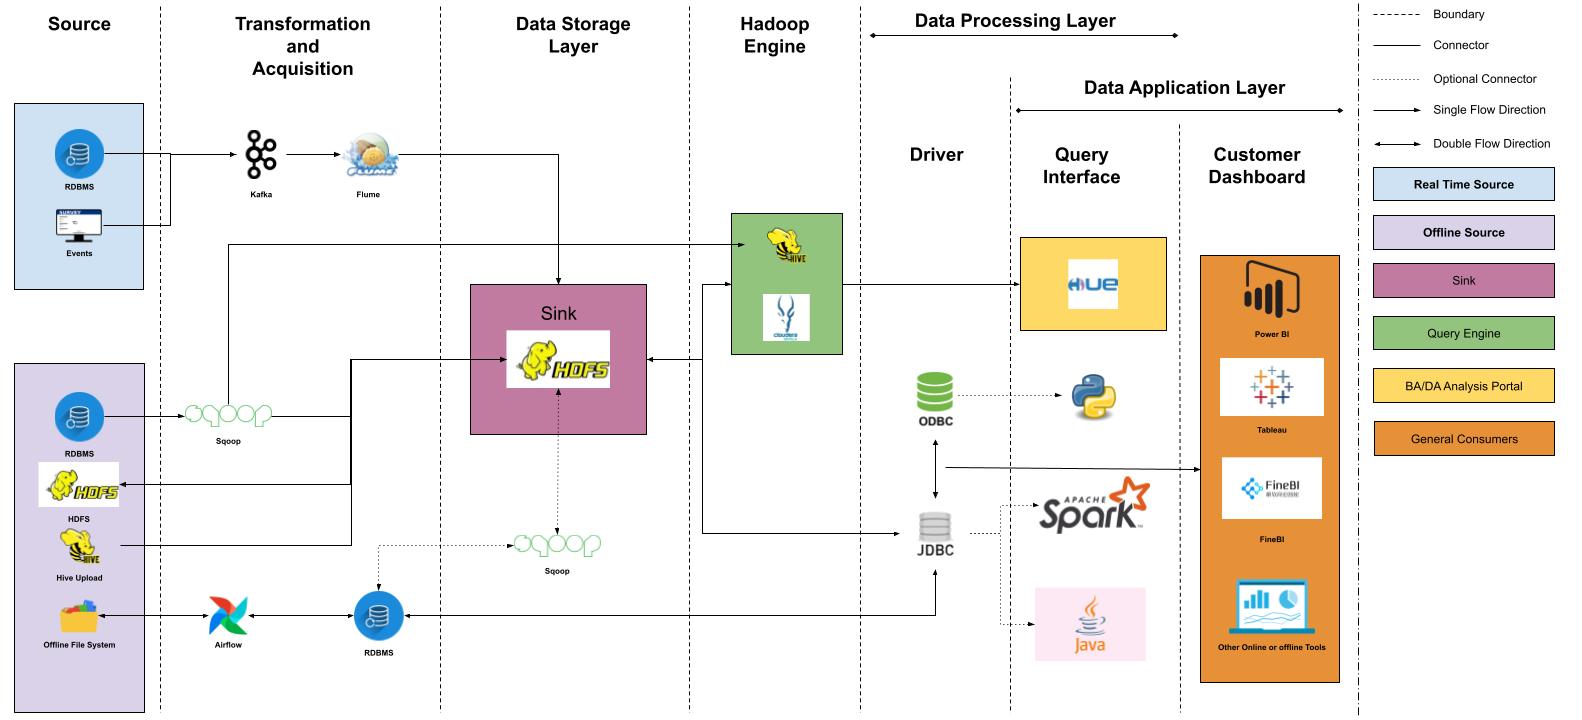 Source
Transformation
and
Acquisition
Data Storage
Layer
Hadoop
Engine
Data Processing Layer
Data Application Layer
Driver
Query
Interface
Customer
Dashboard
Boundary
Connector
Optional Connector
Single Flow Direction
Double Flow Direction
Real Time Source
Offline Source
Sink
Query Engine
BA/DA Analysis Portal
General Consumers
RDBMS
SURVEY
Events
Kafka
Flume
HIVE
cloudera
Sink
HDFS
HUE
Power BI
Tableau
FineBI
FineBI
Other Online or offline Tools
RDBMS
sqoop
Sqoop
HDFS
HDFS
HIVE
Hive Upload
Offline File System
Airflow
RDBMS
sqoop
Sqoop
ODBC
JDBC
APACHE
Spark
Java